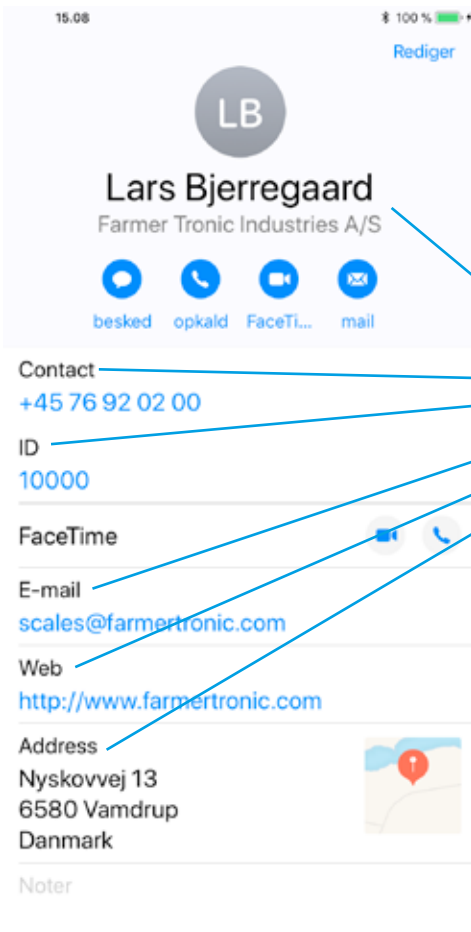 15.08
100 %
Rediger
LB
Lars Bjerregaard
Farmer Tronic Industries A/S
besked opkald FaceTi... mail
Contact
+45 76 92 02 00
ID
10000
FaceTime
E-mail
scales@farmertronic.com
Web
http://www.farmertronic.com
Address
Nyskovvej 13
6580 Vamdrup
Danmark
Noter